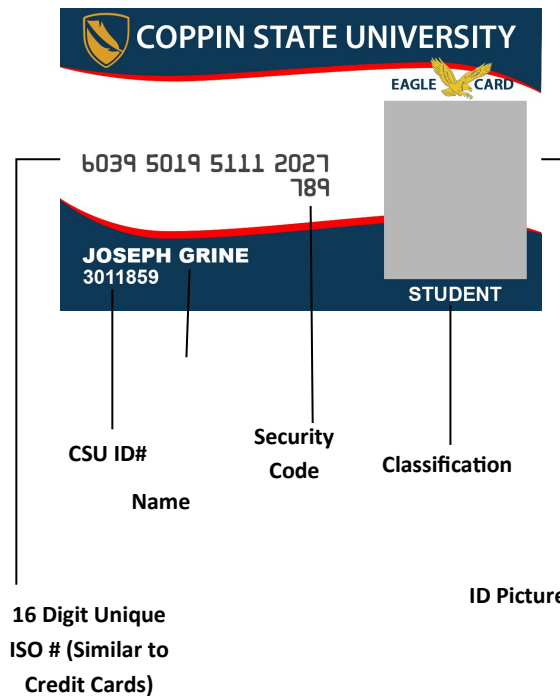 COPPIN STATE UNIVERSITY
EAGLE CARD
6039 5019 5111 2027
789
JOSEPH GRINE
3011859
STUDENT
CSU ID#
Name
Security
Code
Classification
ID Picture
16 Digit Unique
ISO # (Similar to
Credit Cards)